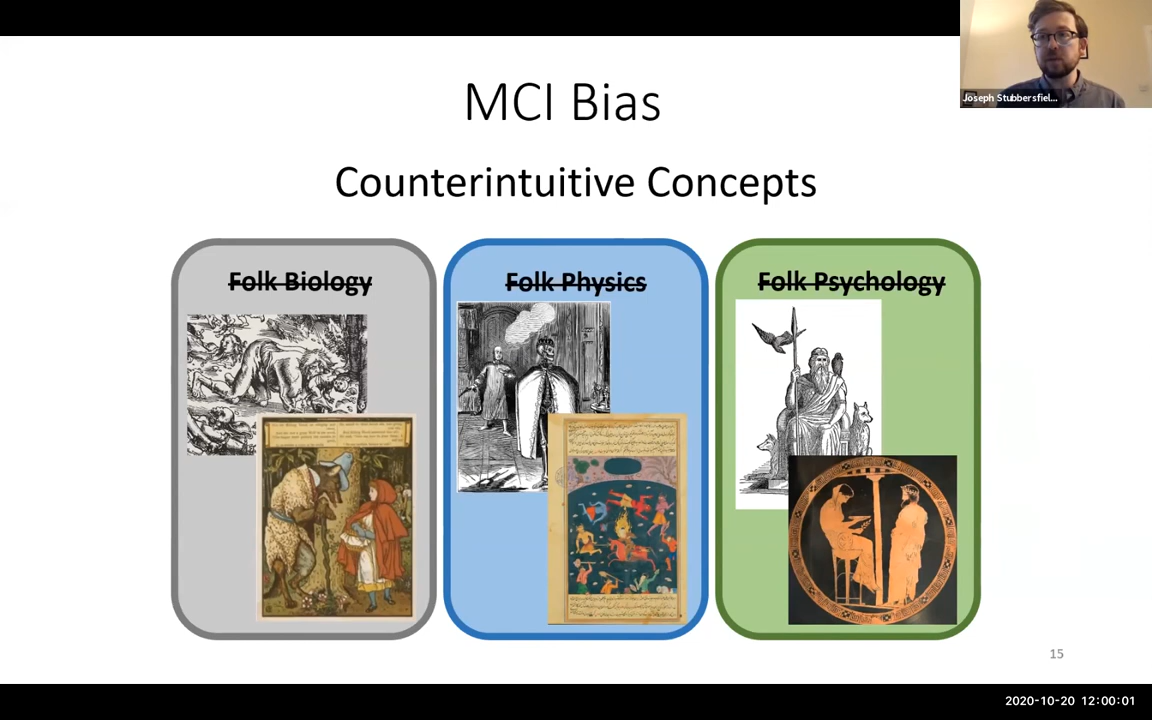 MCI Bias
Counterintuitive Concepts
Folk Biology
Folk Physics
Folk Psychology
Joseph Stubbersfiel...
15
2020-10-20 12:00:01